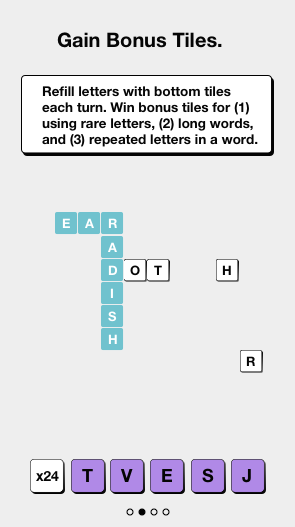 Gain Bonus Tiles.
Refill letters with bottom tiles
each turn. Win bonus tiles for (1)
using rare letters, (2) long words,
and (3) repeated letters in a word.
E A R
A
D O T H
I
S
H
R
x24 T V E S J